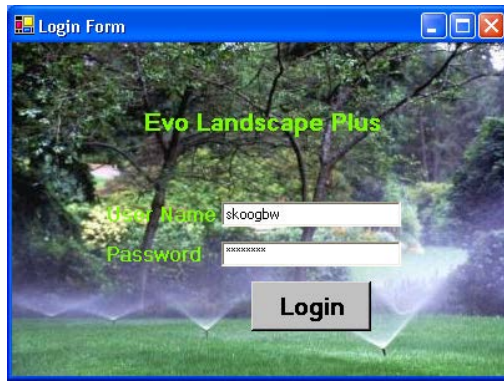 Login Form
Evo Landscape Plus
User Name skoogbw
Password ********
Login